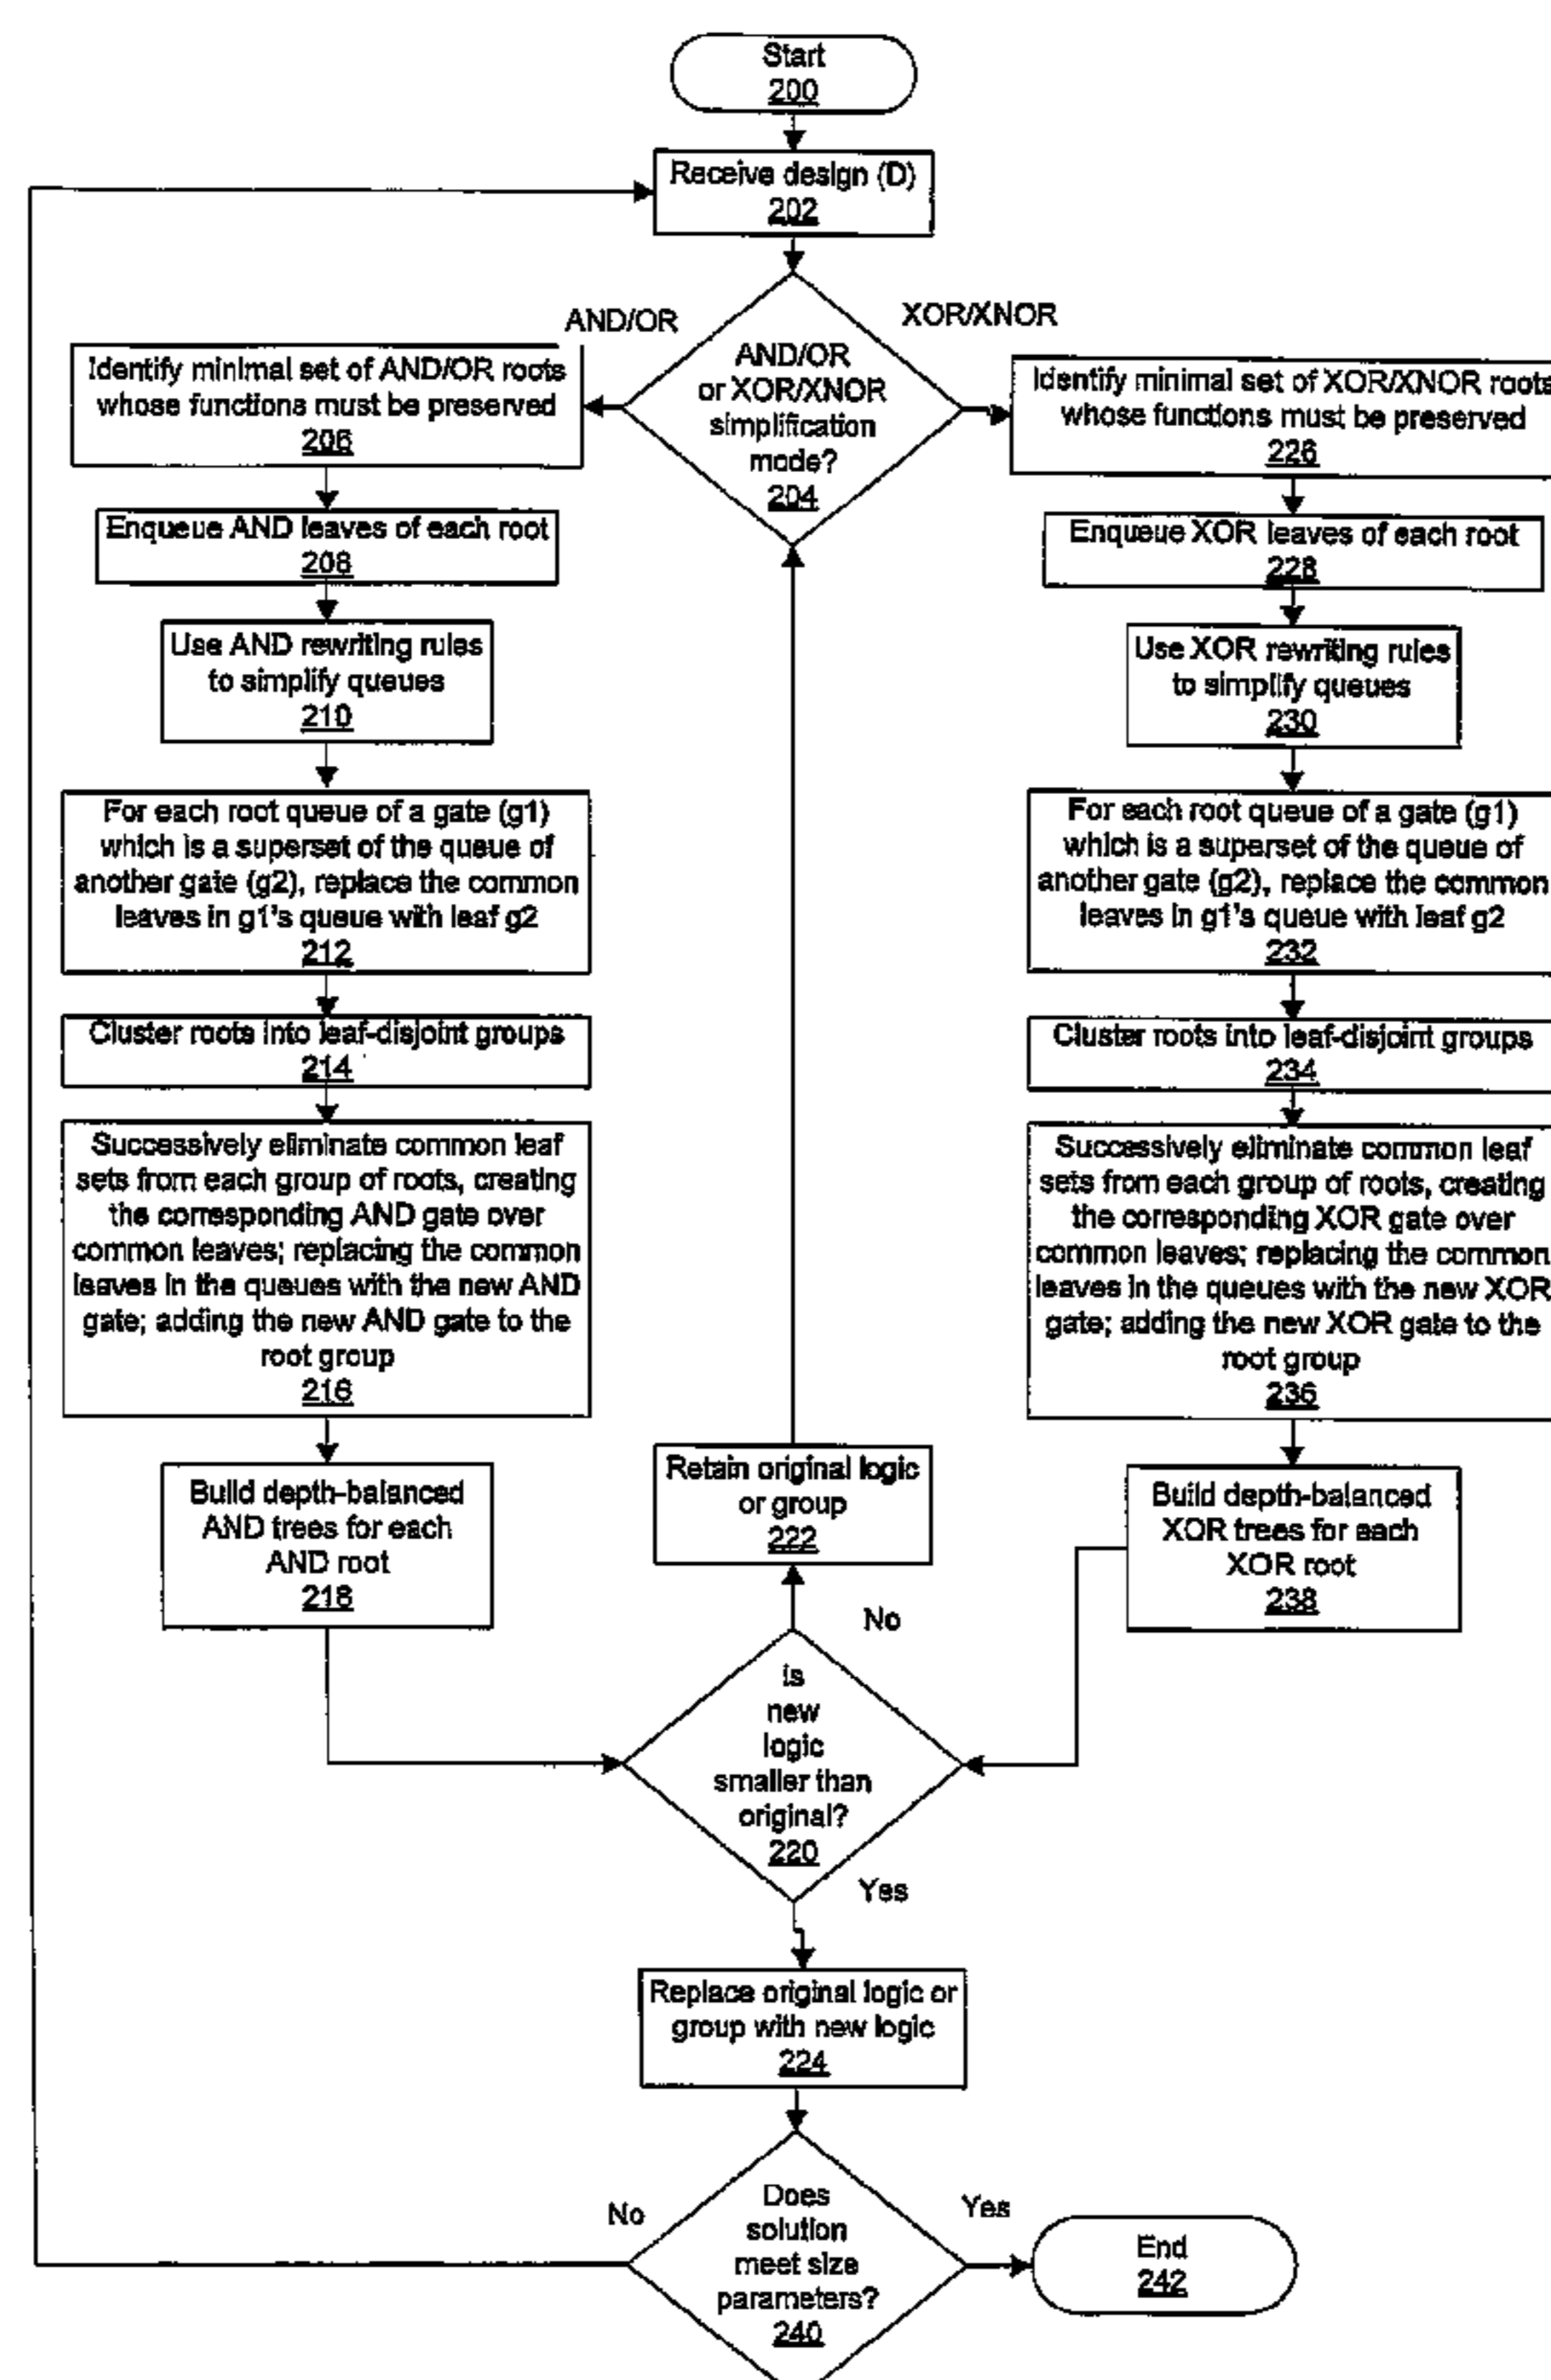 Start
200
Receive design (D)
202
AND/OR
XOR/XNOR
AND/OR
or XOR/XNOR
simplification
mode?
204
Identify minimal set of AND/OR roots
whose functions must be preserved
206
Enqueue AND leaves of each root
208
Use AND rewriting rules
to simplify queues
210
For each root queue of a gate (g1)
which is a superset of the queue of
another gate (g2), replace the common
leaves in g1's queue with leaf g2
212
Cluster roots into leaf-disjoint groups
214
Successively eliminate common leaf
sets from each group of roots, creating
the corresponding AND gate over
common leaves; replacing the common
leaves in the queues with the new AND
gate; adding the new AND gate to the
root group
216
Build depth-balanced
AND trees for each
AND root
218
Identify minimal set of XOR/XNOR roots
whose functions must be preserved
226
Enqueue XOR leaves of each root
228
Use XOR rewriting rules
to simplify queues
230
For each root queue of a gate (g1)
which is a superset of the queue of
another gate (g2), replace the common
leaves in g1's queue with leaf g2
232
Cluster roots into leaf-disjoint groups
234
Successively eliminate common leaf
sets from each group of roots, creating
the corresponding XOR gate over
common leaves; replacing the common
leaves in the queues with the new XOR
gate; adding the new XOR gate to the
root group
236
Build depth-balanced
XOR trees for each
XOR root
238
Retain original logic
or group
222
No
is
new
logic
smaller than
original?
220
Yes
Replace original logic or
group with new logic
224
No
Does
solution
meet size
parameters?
240
Yes
End
242